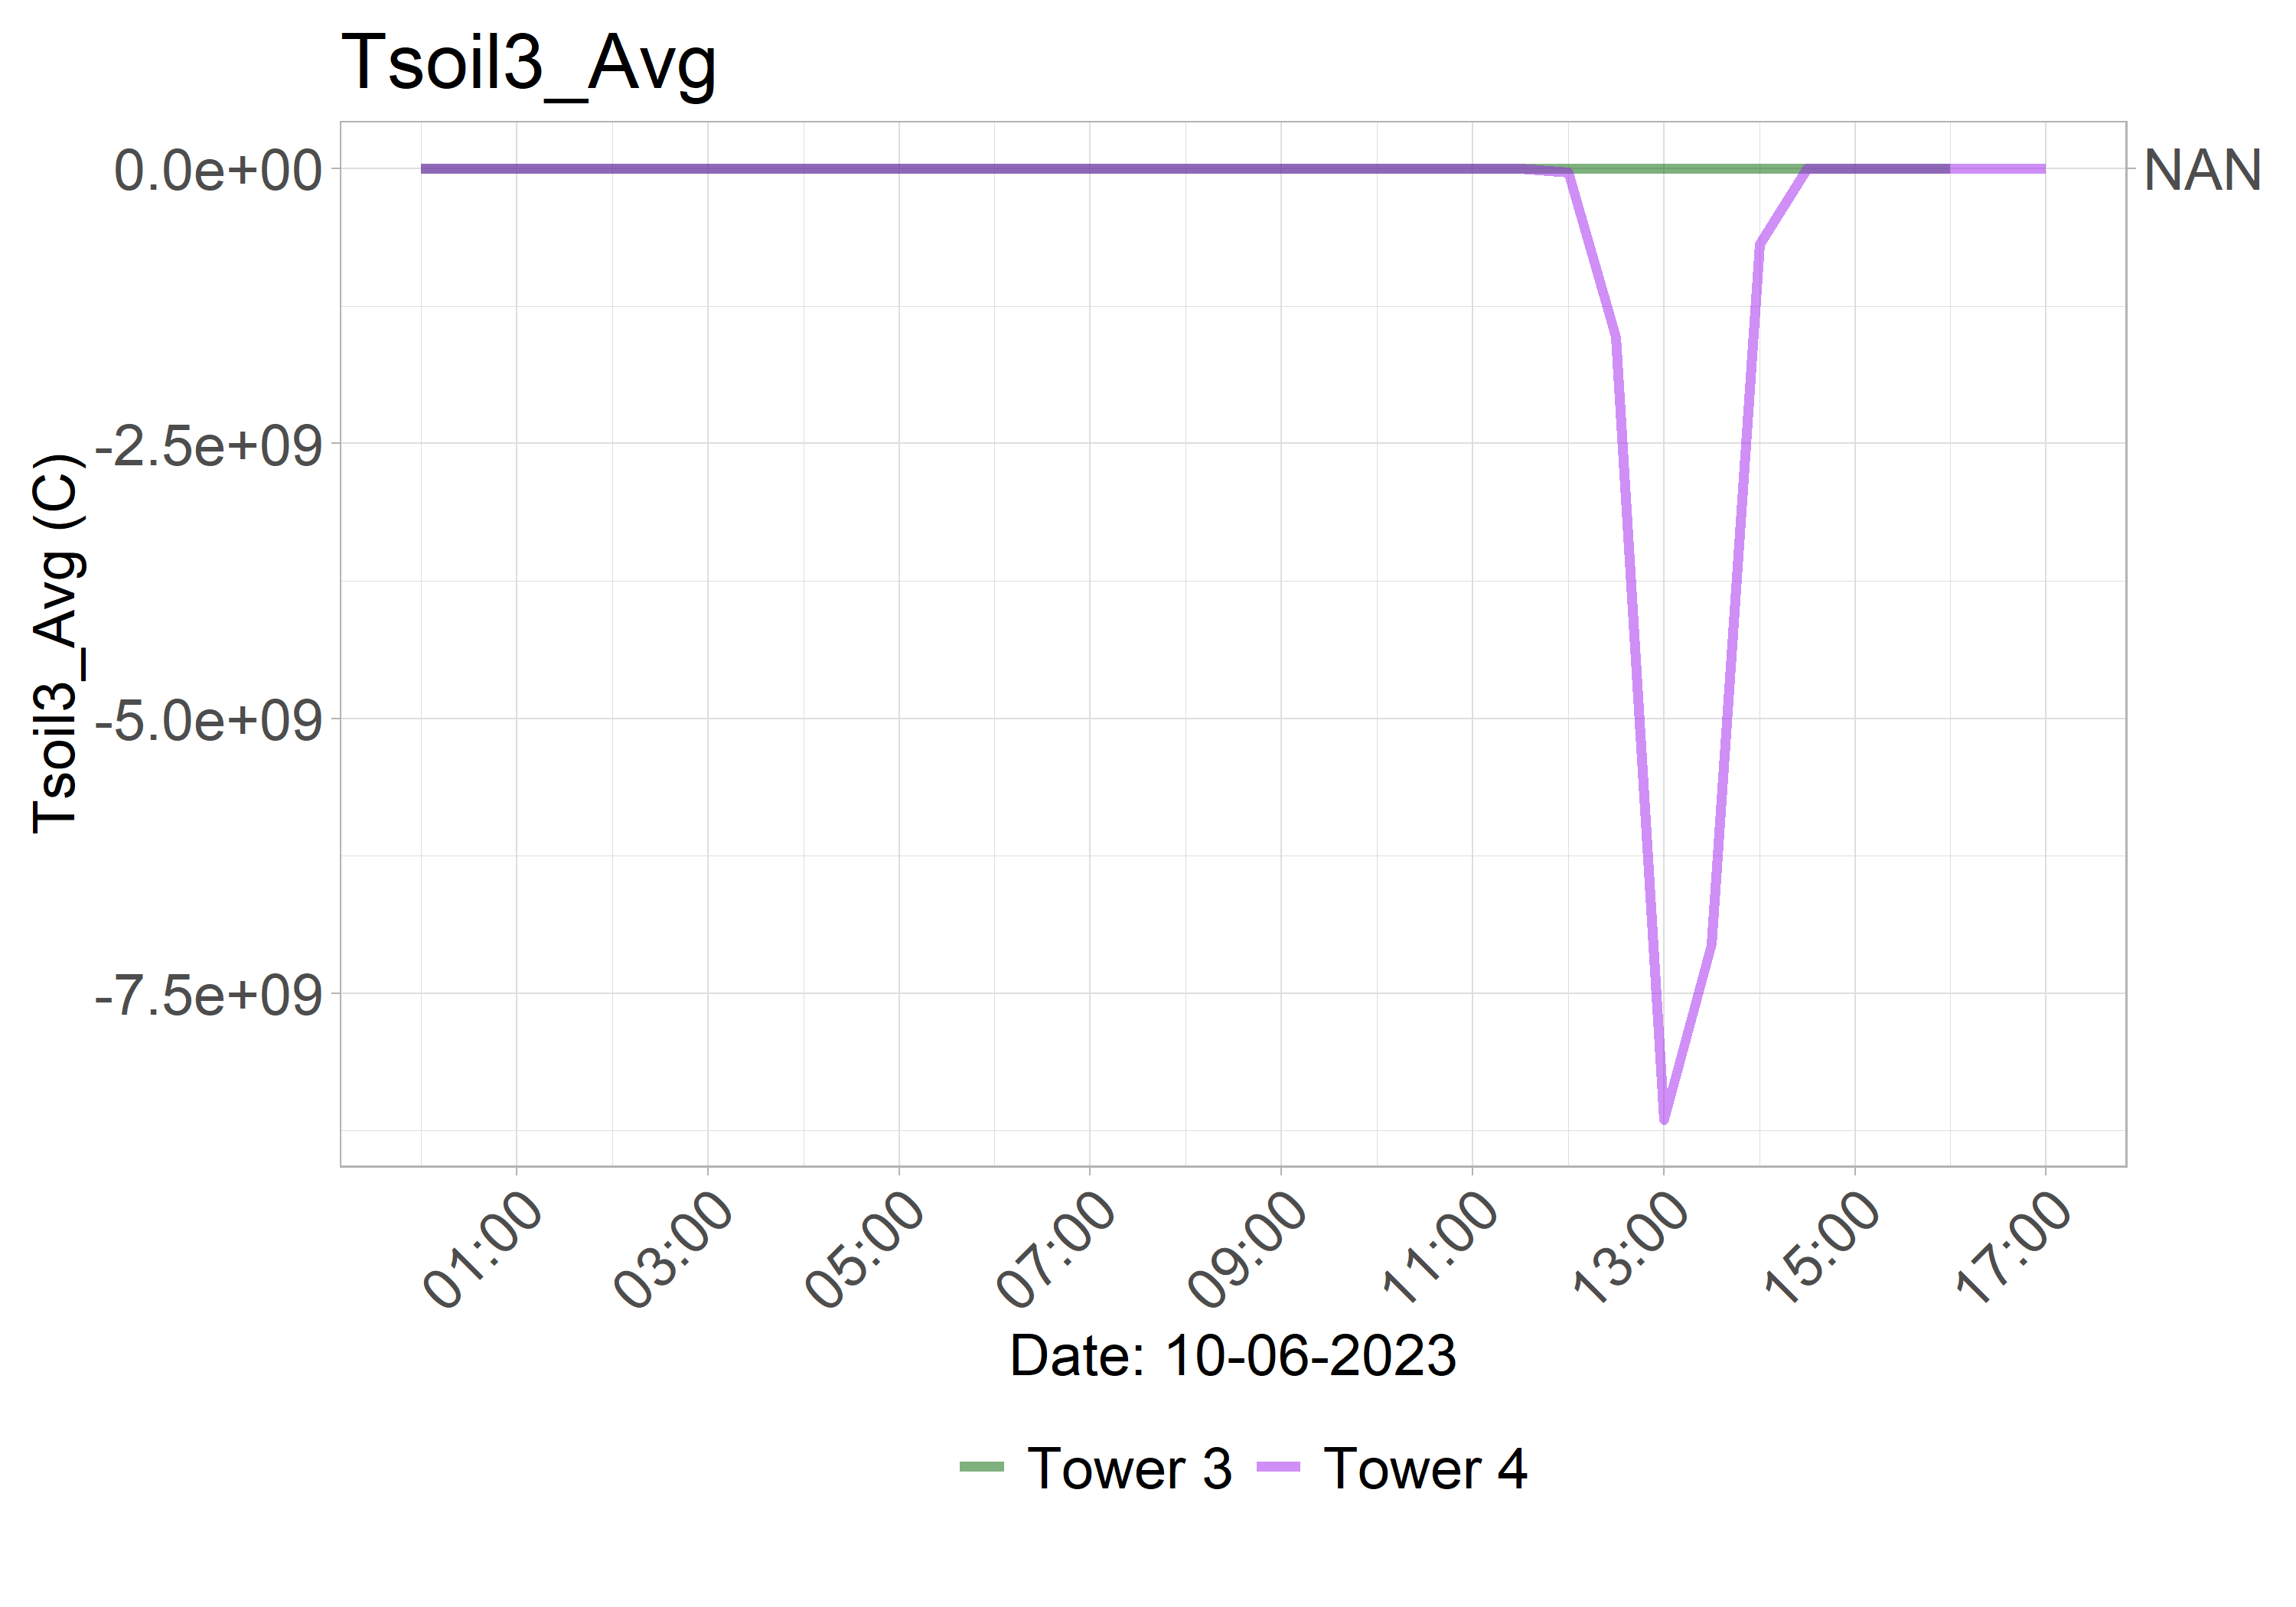 Tsoil3_Avg
0.0e+00
NAN
-2.5e+09
-5.0e+09
-7.5e+09
Tsoil3_Avg (C)
01:00
03:00
05:00
07:00
09:00
11:00
13:00
15:00
17:00
Date: 10-06-2023
Tower 3 Tower 4